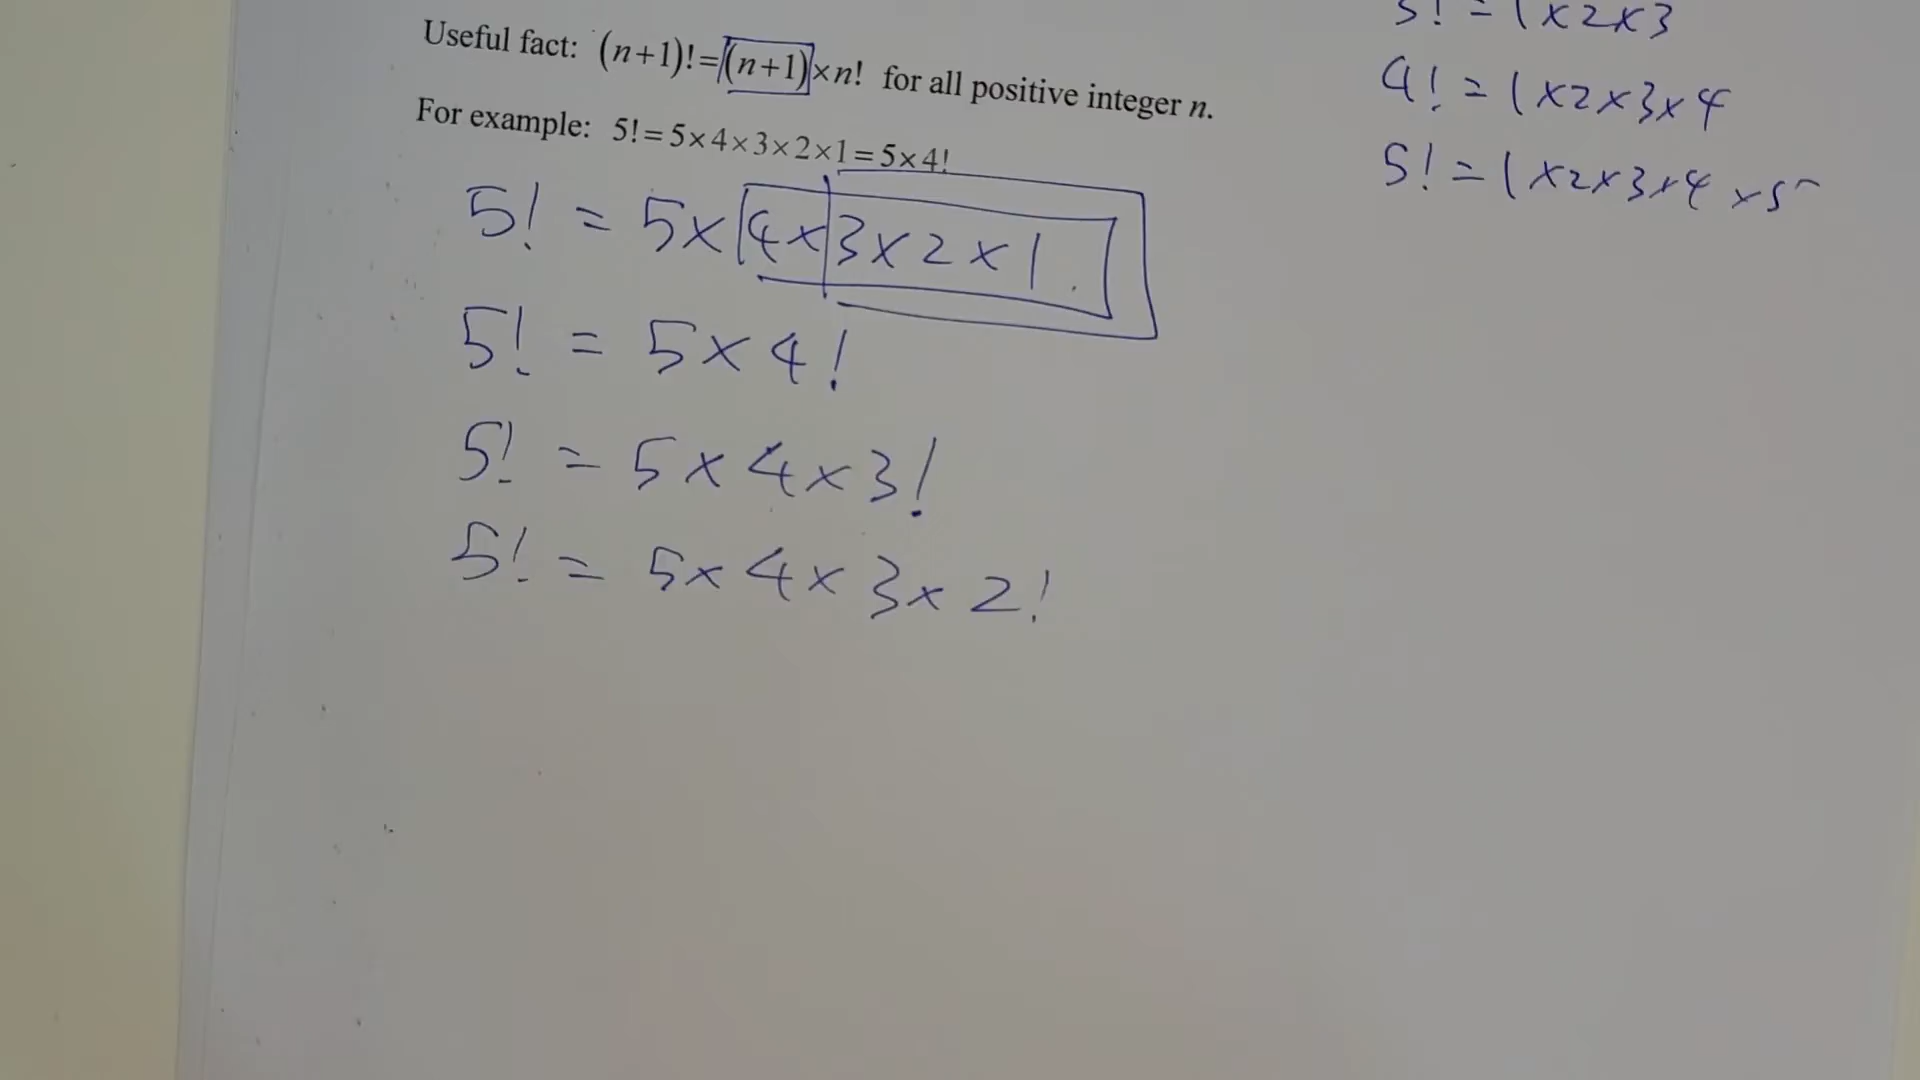 Useful fact: (n+1)!=(n+1)×n! for all positive integer n.
For example: 5!=5×4×3×2×1=5×4!
5! = 5×4×3×2×1.
5! = 5×4!
5! = 5×4×3!
5! = 5×4×3×2!
3! = 1×2×3
4! = 1×2×3×4
5! = 1×2×3×4×5